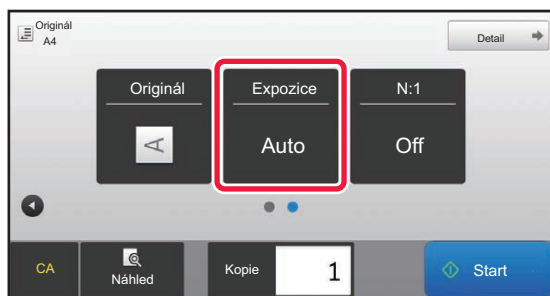 Originál
A4
Detail
Originál
Expozice
N:1
A
Auto
Off
CA
Náhled
Kopie
1
Start